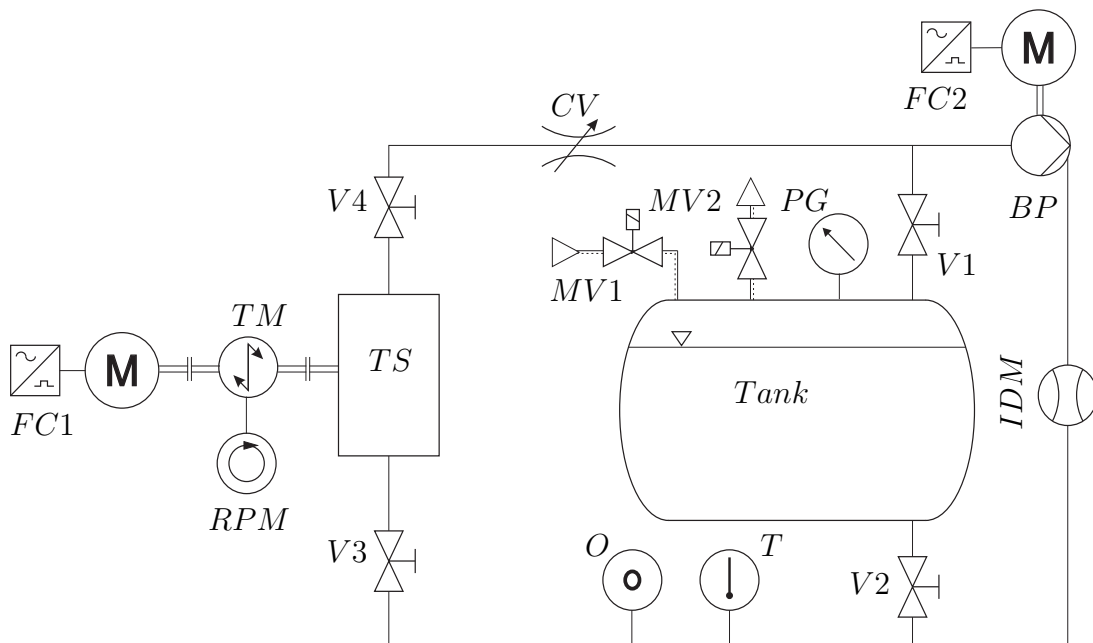 M
FC2
CV
BP
V4
MV2
PG
V1
MV1
TM
TS
M
Tank
IDM
FC1
RPM
V3
O
T
V2